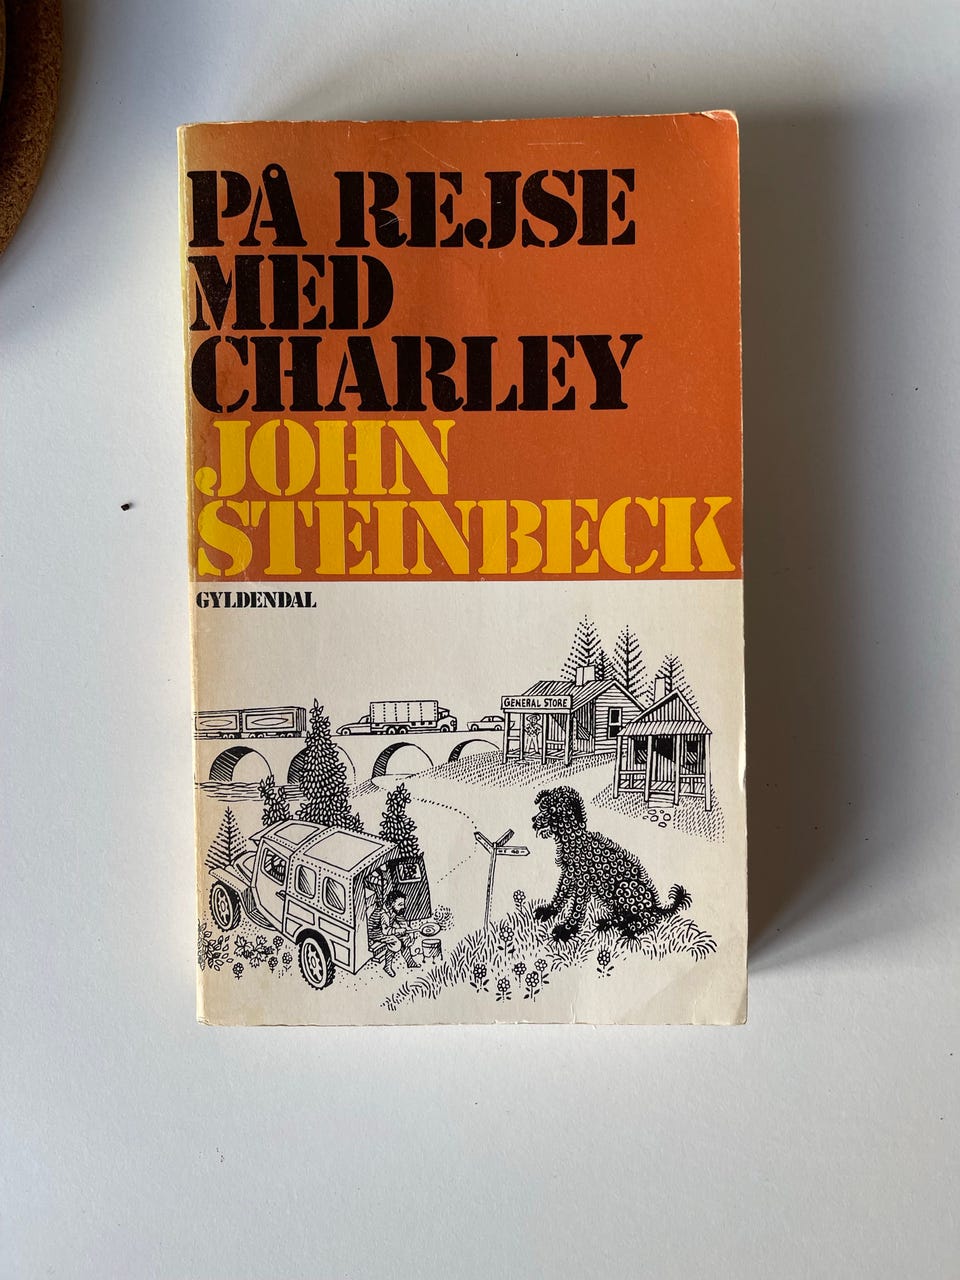 PÅ REJSE
MED
CHARLEY
JOHN
STEINBECK
GYLDENDAL
GENERAL STORE